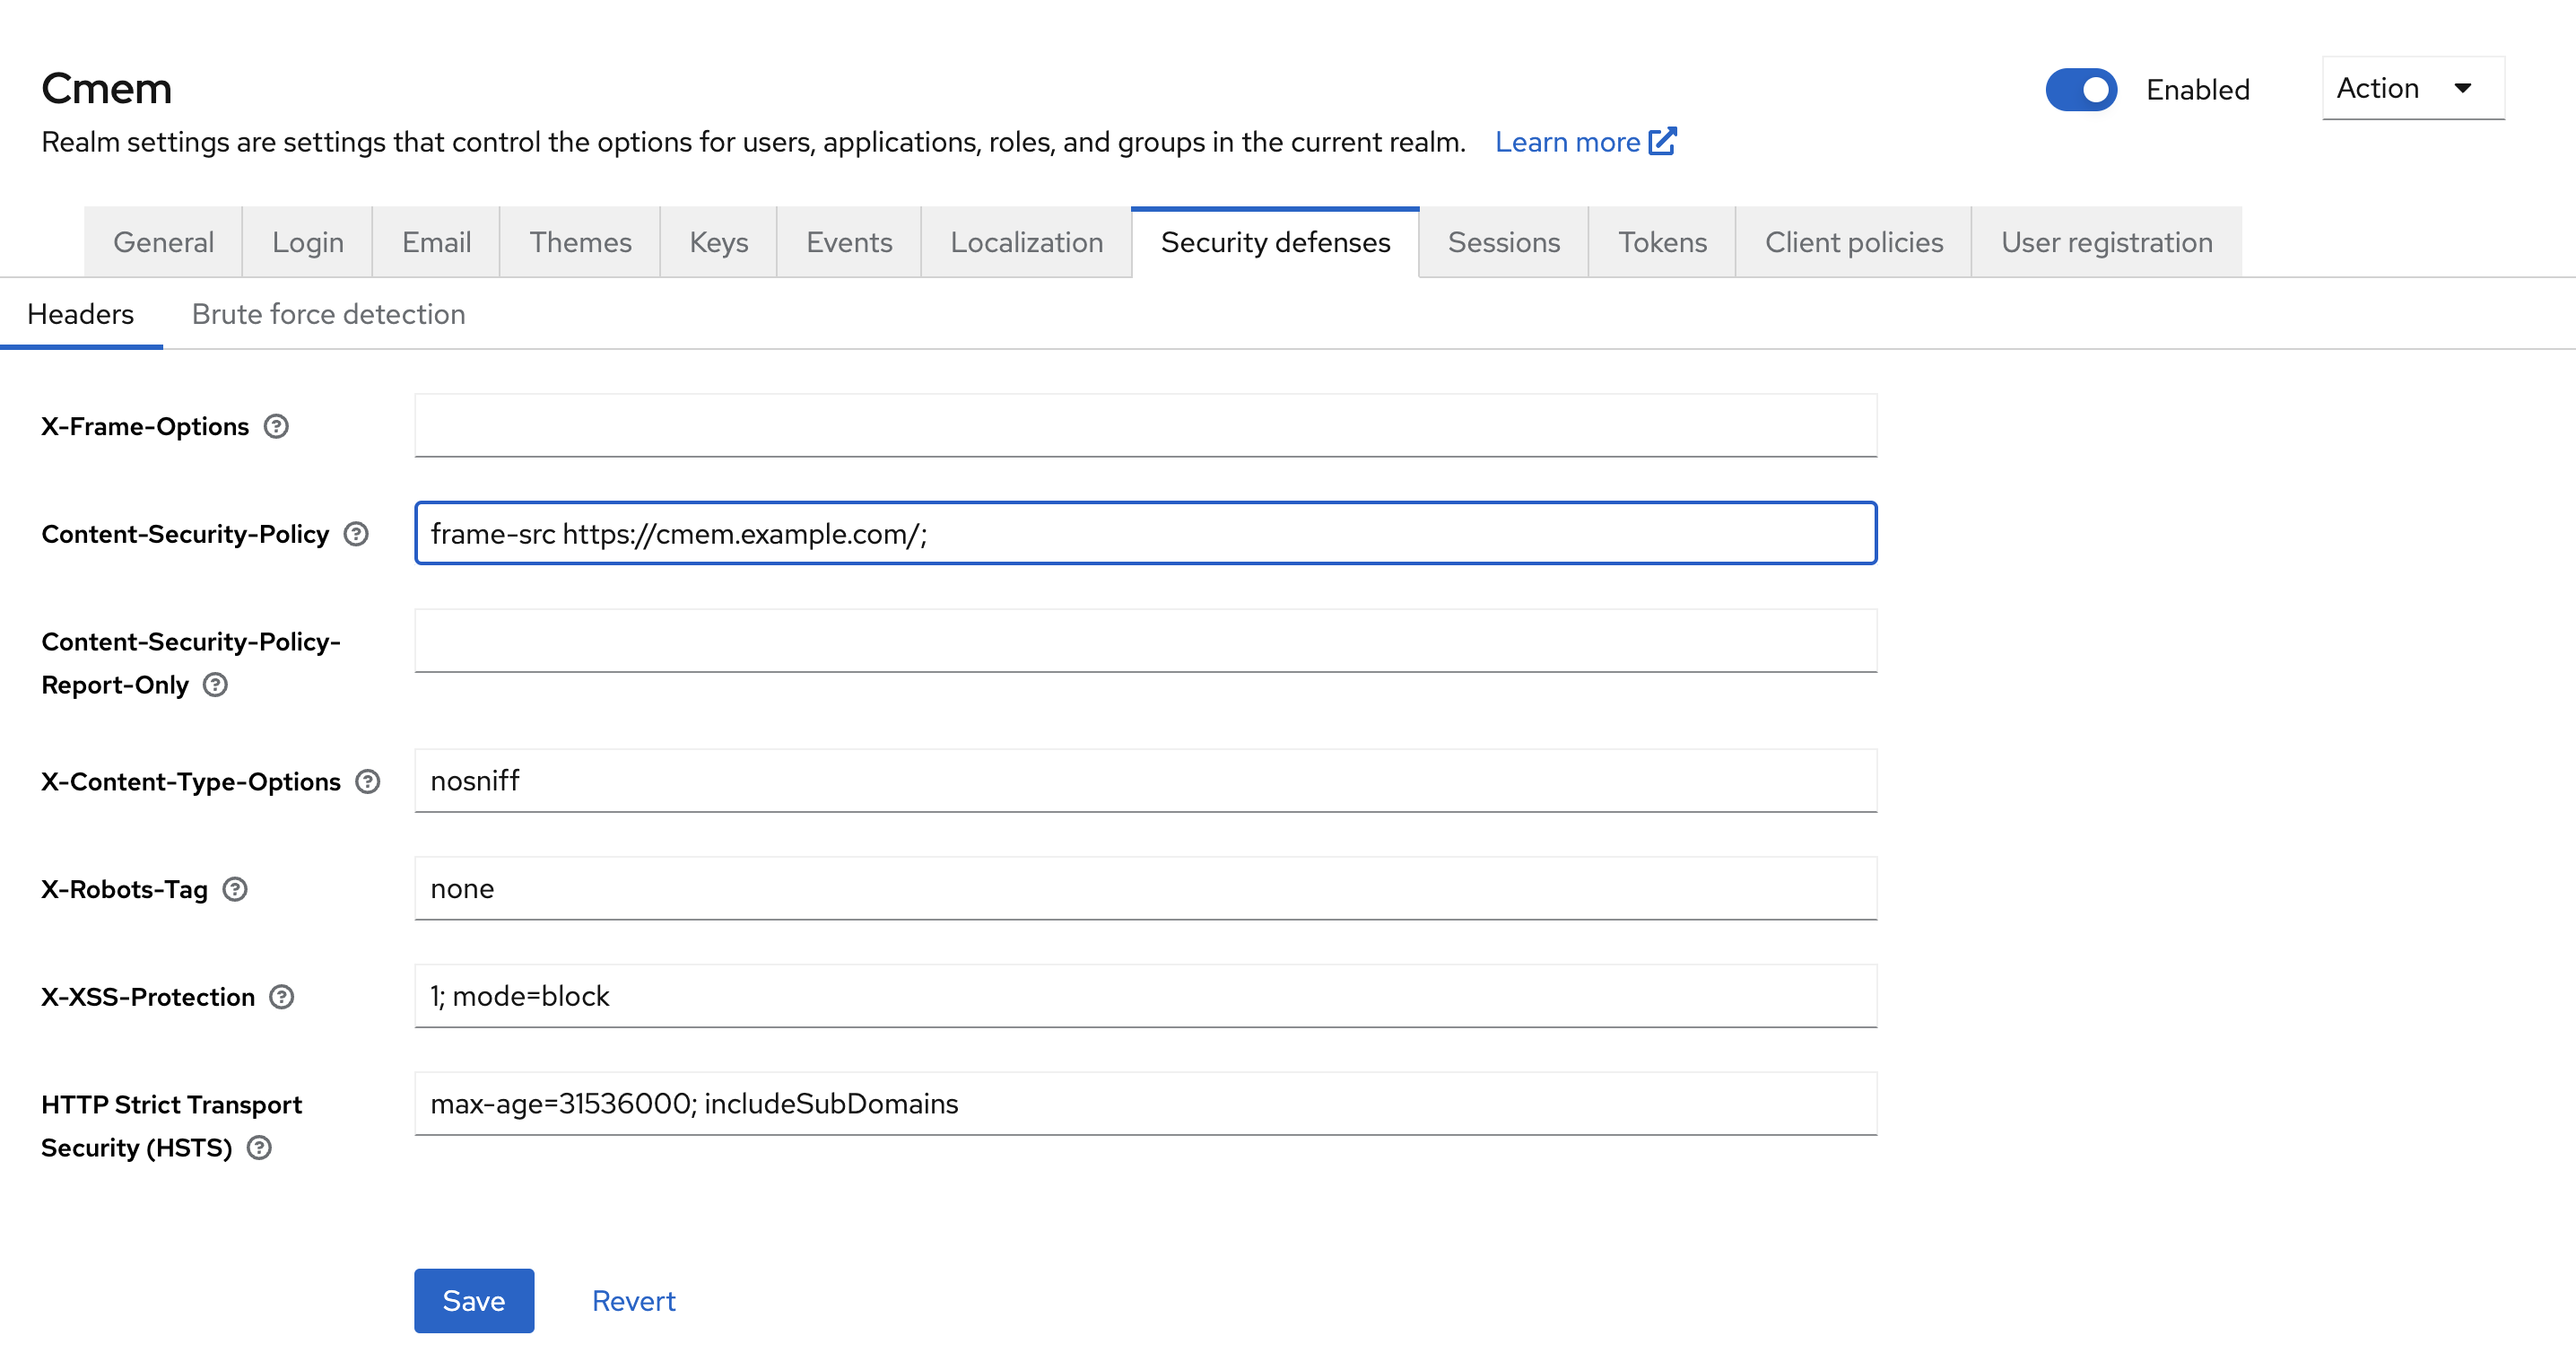 Cmem
Enabled
Action
Realm settings are settings that control the options for users, applications, roles, and groups in the current realm. Learn more
General Login Email Themes Keys Events Localization Security defenses Sessions Tokens Client policies User registration
Headers Brute force detection
X-Frame-Options
Content-Security-Policy
frame-src https://cmem.example.com/;
Content-Security-Policy-
Report-Only
X-Content-Type-Options
nosniff
X-Robots-Tag
none
X-XSS-Protection
1; mode=block
HTTP Strict Transport
Security (HSTS)
max-age=31536000; includeSubDomains
Save Revert